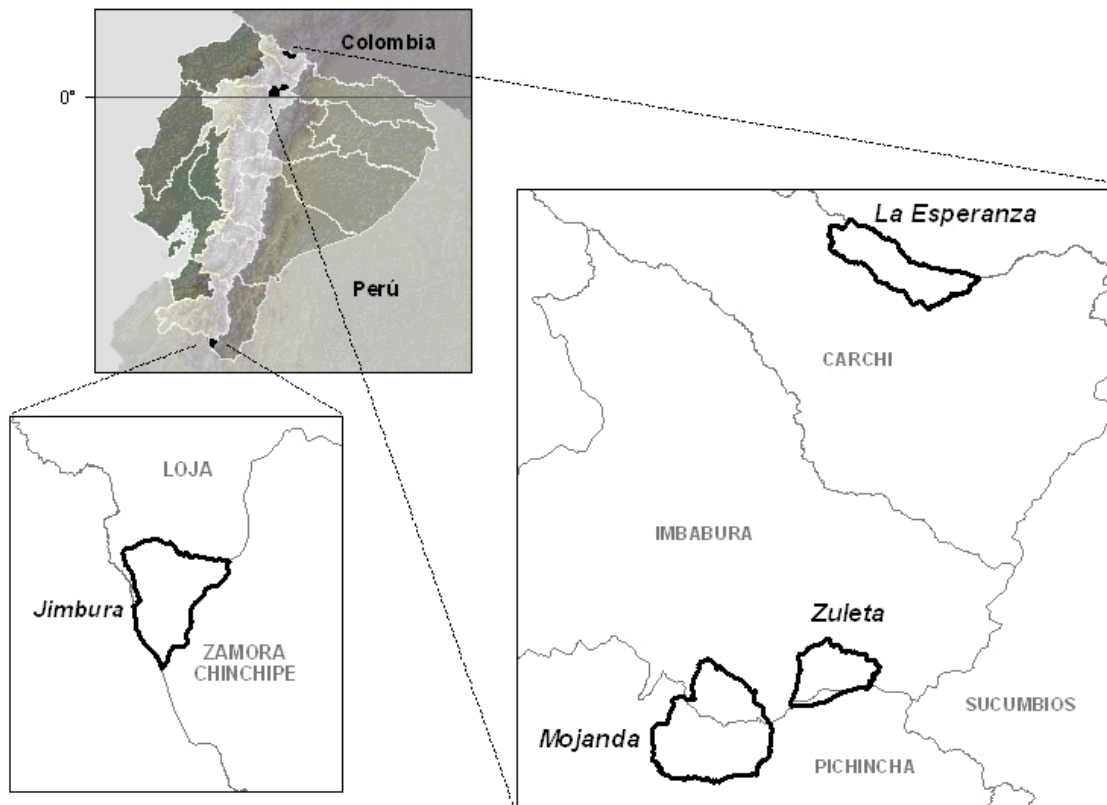 Colombia
0°
Perú
La Esperanza
CARCHI
LOJA
IMBABURA
Jimbura
Zuleta
ZAMORA
CHINCHIPE
SUCUMBIOS
Mojanda
PICHINCHA